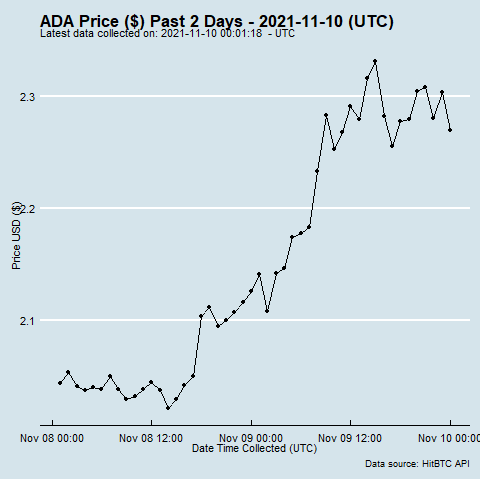 ADA Price ($) Past 2 Days - 2021-11-10 (UTC)
Latest data collected on: 2021-11-10 00:01:18 - UTC
2.3
2.2
2.1
Price USD ($)
Nov 08 00:00 Nov 08 12:00 Nov 09 00:00 Nov 09 12:00 Nov 10 00:00
Date Time Collected (UTC)
Data source: HitBTC API